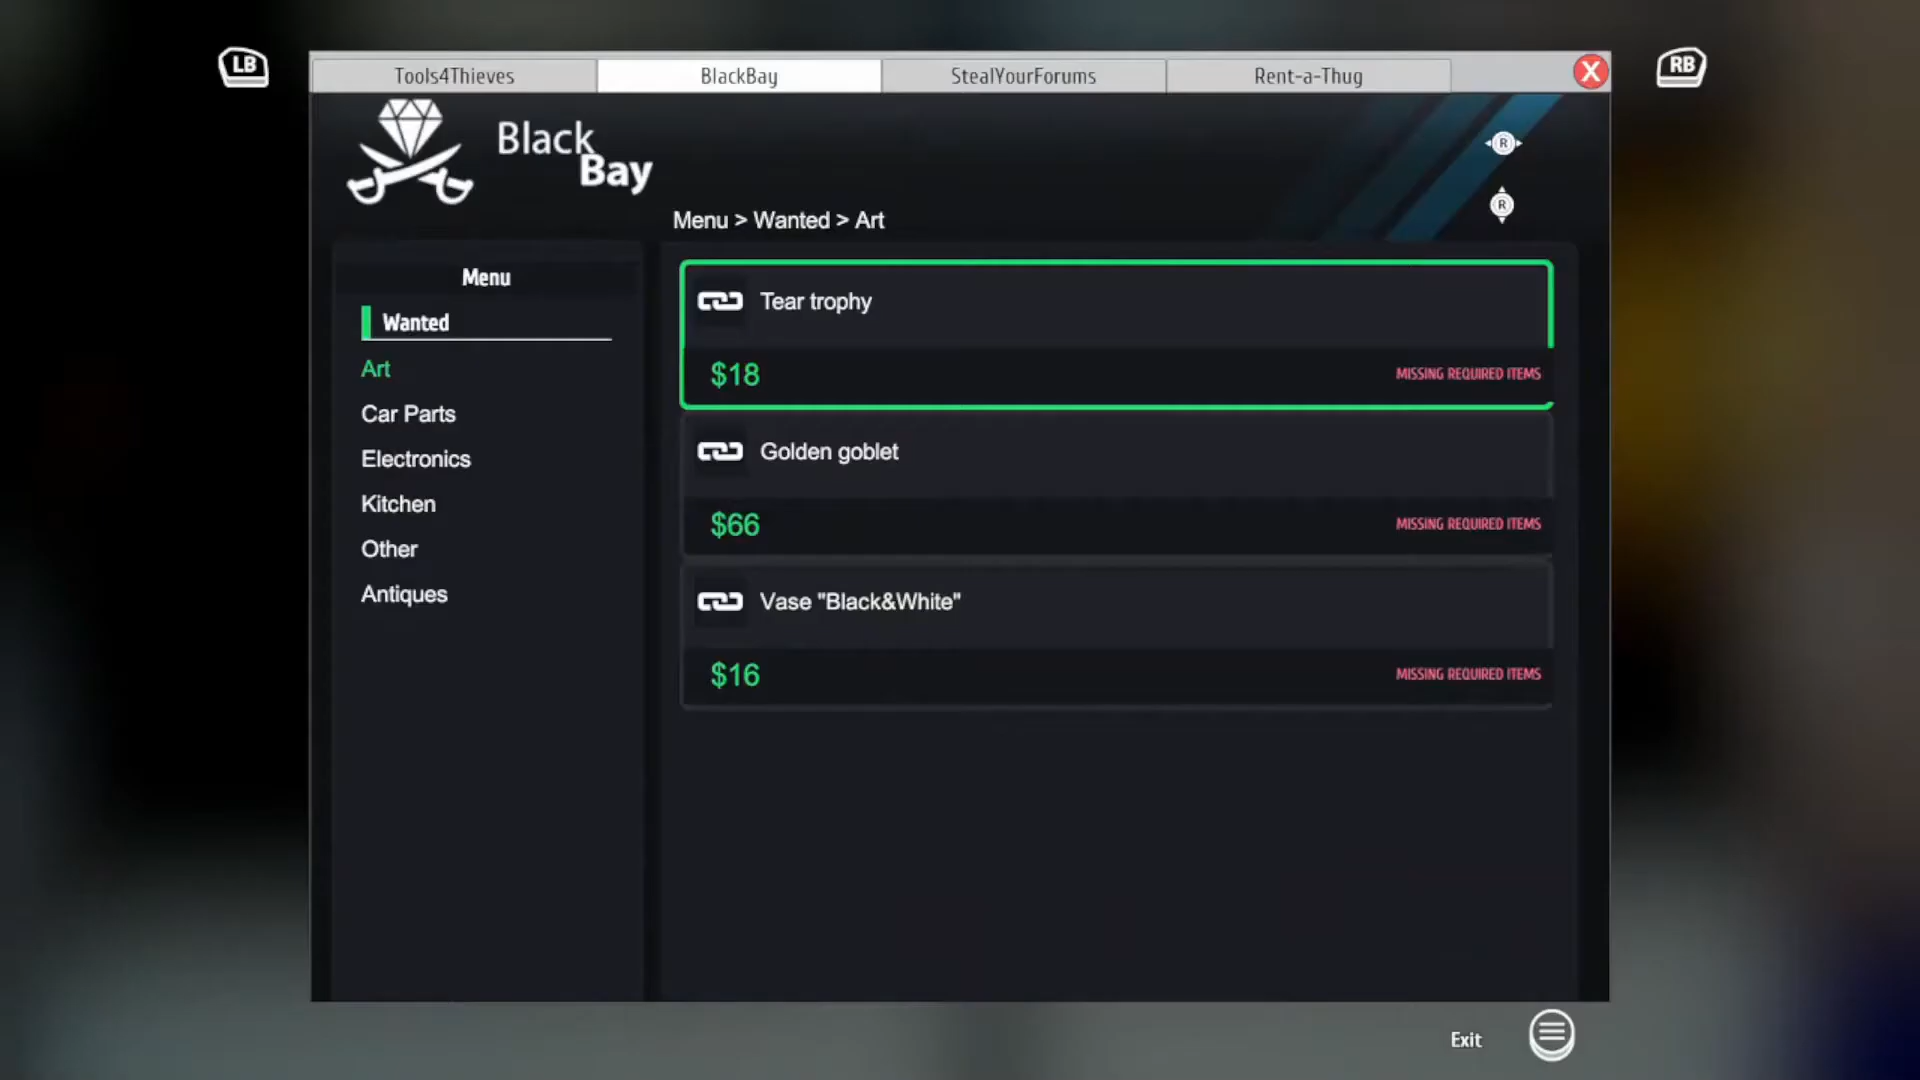 LB
RB
Tools4Thieves
BlackBay
StealYourForums
Rent-a-Thug
X
Black
Bay
R
R
Menu > Wanted > Art
Menu
Wanted
Art
Car Parts
Electronics
Kitchen
Other
Antiques
Tear trophy
$18
MISSING REQUIRED ITEMS
Golden goblet
$66
MISSING REQUIRED ITEMS
Vase "Black&White"
$16
MISSING REQUIRED ITEMS
Exit